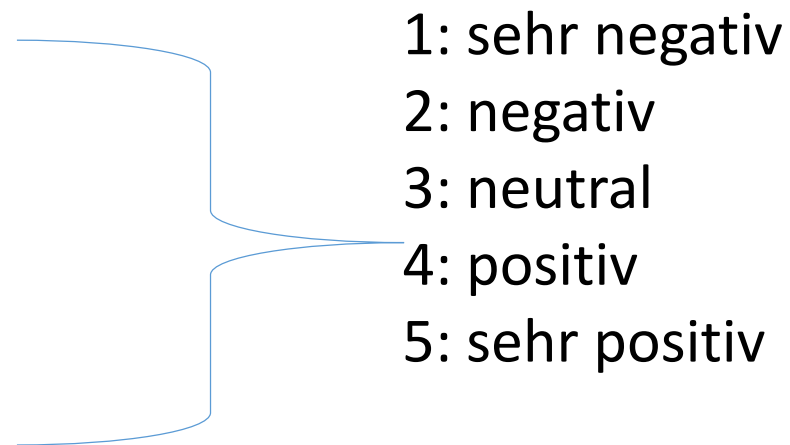 1: sehr negativ
2: negativ
3: neutral
4: positiv
5: sehr positiv